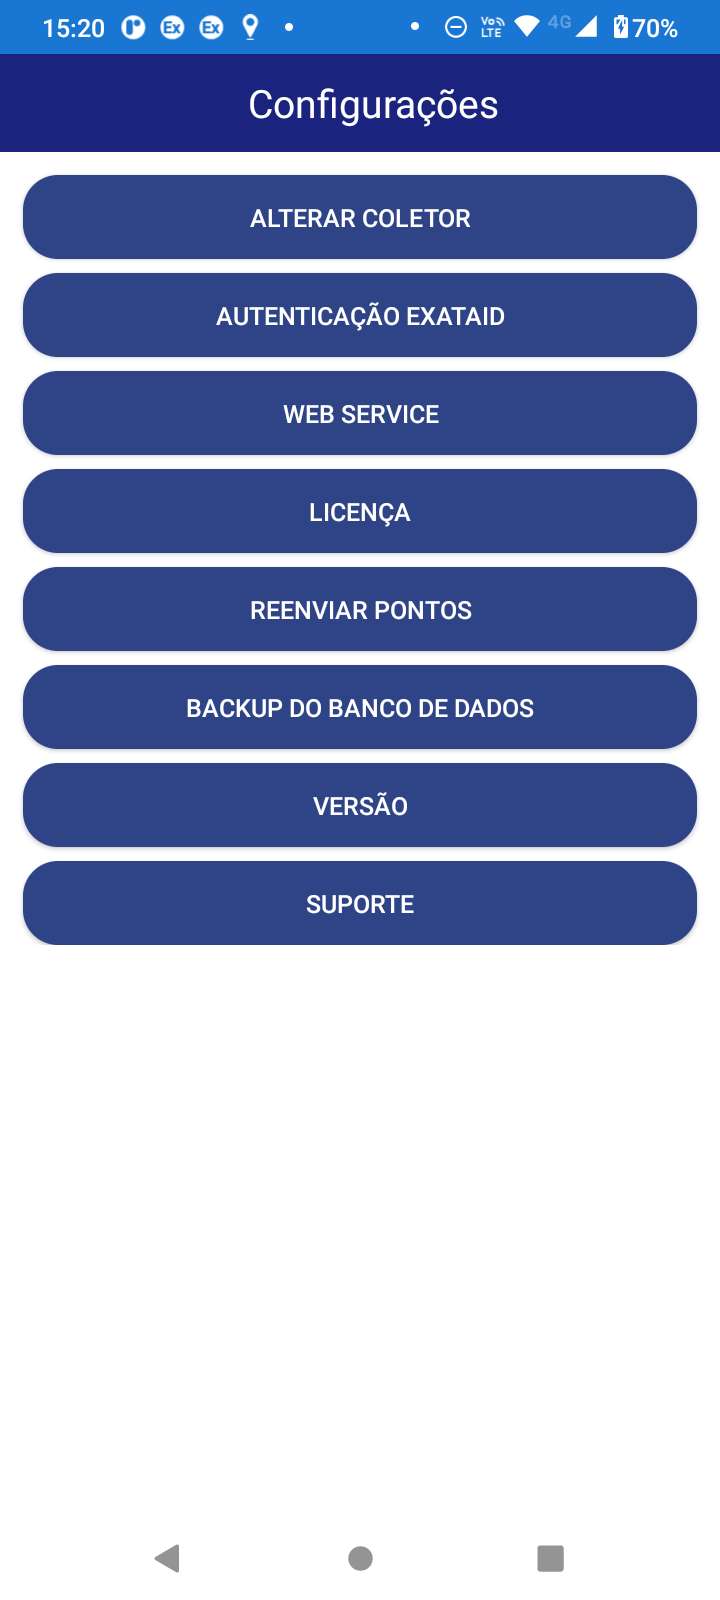 15:20 Ex Ex Vo LTE 4G 70%
Configurações
ALTERAR COLETOR
AUTENTICAÇÃO EXATAID
WEB SERVICE
LICENÇA
REENVIAR PONTOS
BACKUP DO BANCO DE DADOS
VERSÃO
SUPORTE